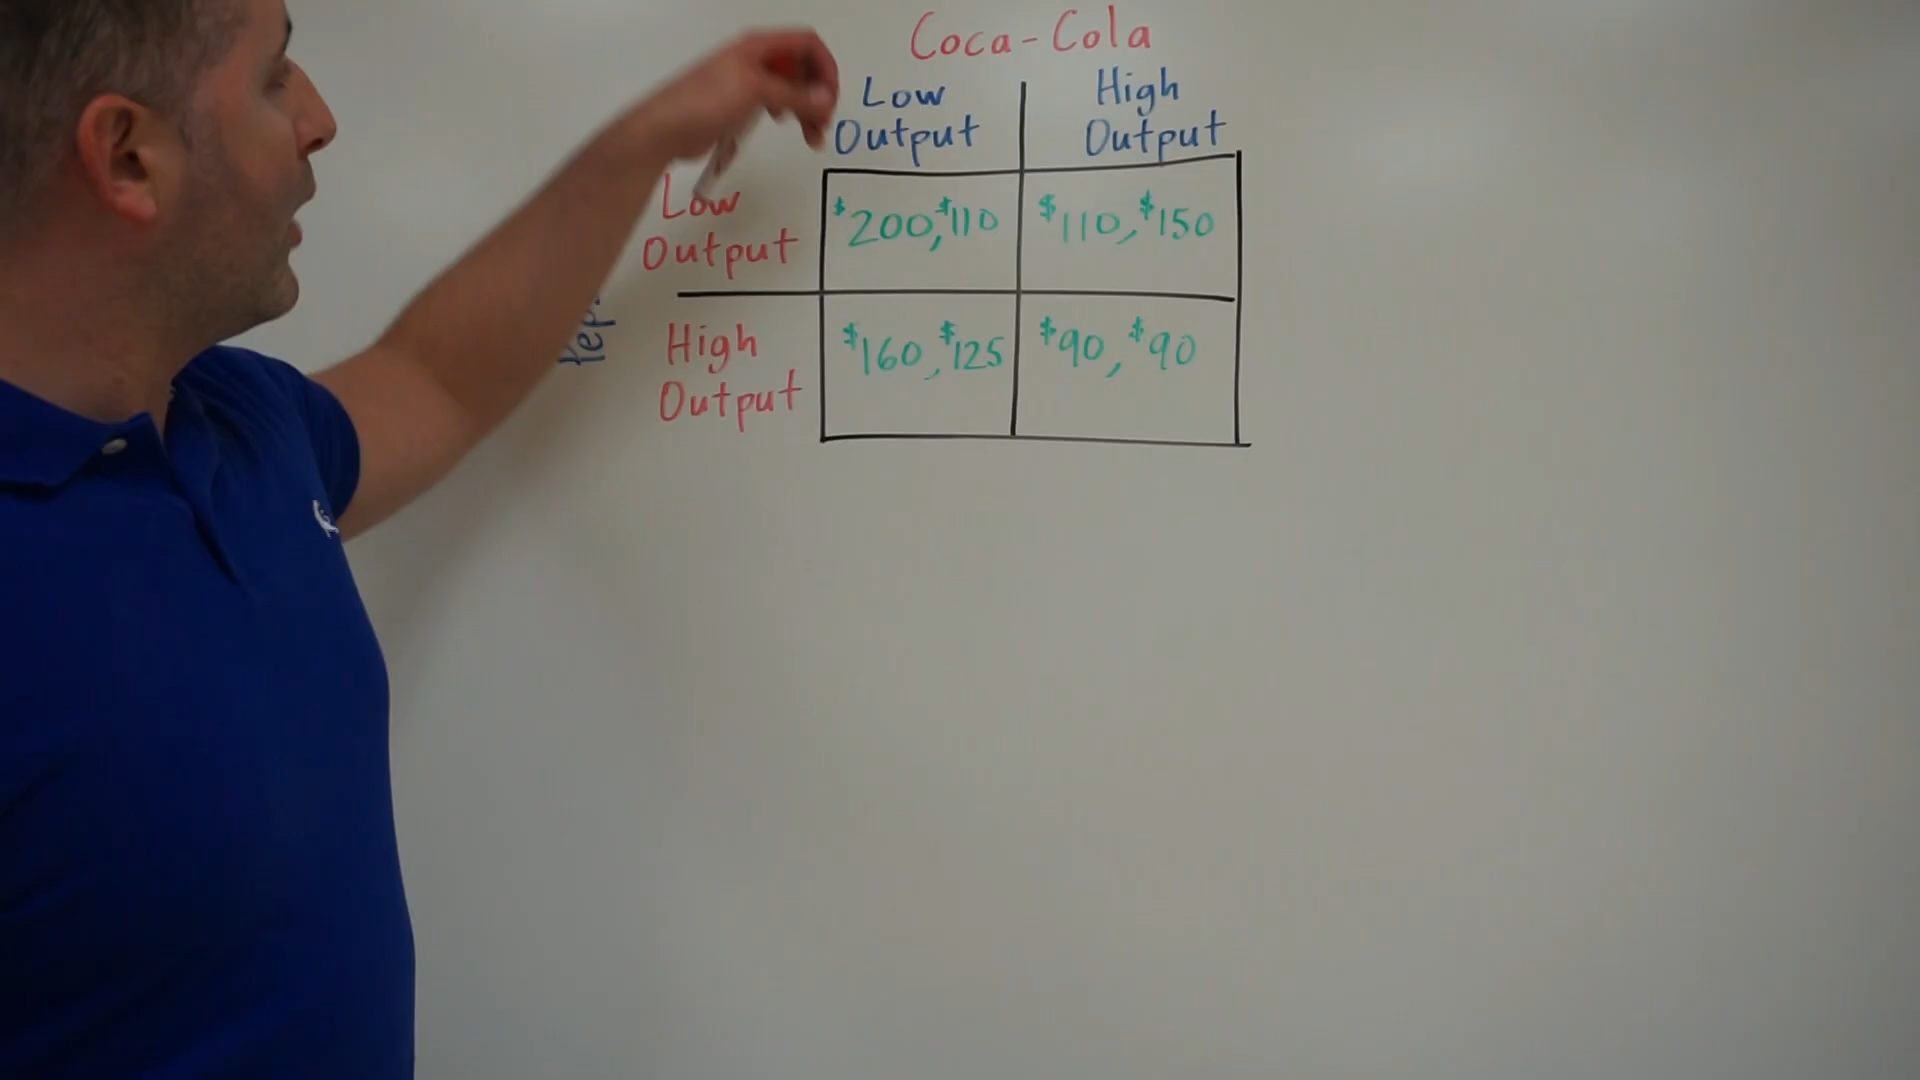 Coca-Cola
Low
Output
High
Output
Low
Output
$200, $110
$110, $150
High
Output
$160, $125
$90, $90